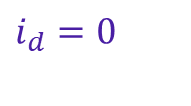 i_d = 0